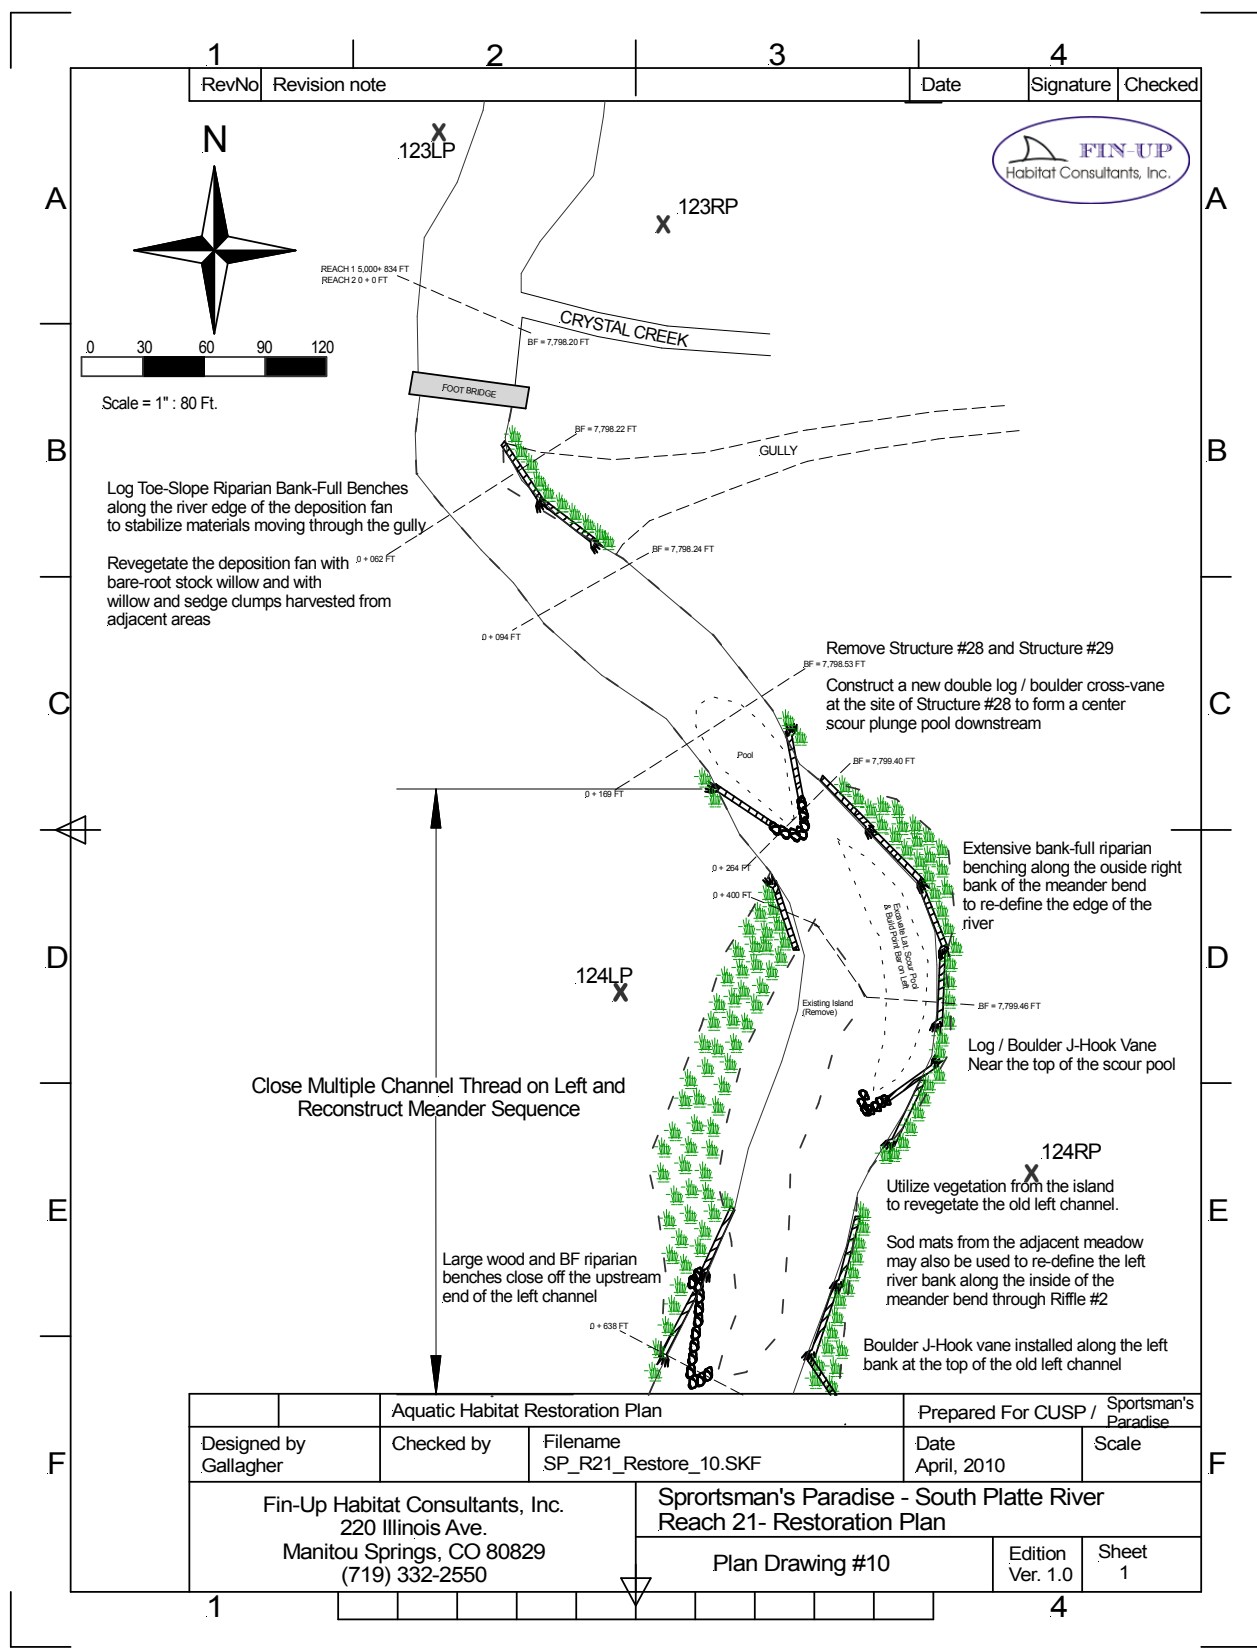 1
2
3
4
RevNo
Revision note
Date
Signature
Checked
N
123LP
FIN-UP
Habitat Consultants, Inc.
A
A
123RP
REACH 1 5,000+ 834 FT
REACH 2 0 + 0 FT
CRYSTAL CREEK
BF = 7,798.20 FT
0 30 60 90 120
FOOT BRIDGE
Scale = 1" : 80 Ft.
BF = 7,798.22 FT
B
GULLY
B
Log Toe-Slope Riparian Bank-Full Benches
along the river edge of the deposition fan
to stabilize materials moving through the gully
BF = 7,798.24 FT
0 + 062 FT
Revegetate the deposition fan with
bare-root stock willow and with
willow and sedge clumps harvested from
adjacent areas
0 + 094 FT
Remove Structure #28 and Structure #29
BF = 7,798.53 FT
Construct a new double log / boulder cross-vane
at the site of Structure #28 to form a center
scour plunge pool downstream
C
C
Pool
BF = 7,799.40 FT
0 + 169 FT
Extensive bank-full riparian
benching along the ouside right
bank of the meander bend
to re-define the edge of the
river
0 + 264 FT
0 + 400 FT
Excavate Lat. Scour Pool
& Build Point Bar on Left
D
D
124LP
Existing Island
(Remove)
BF = 7,799.46 FT
Log / Boulder J-Hook Vane
Near the top of the scour pool
Close Multiple Channel Thread on Left and
Reconstruct Meander Sequence
124RP
Utilize vegetation from the island
to revegetate the old left channel.
E
E
Sod mats from the adjacent meadow
may also be used to re-define the left
river bank along the inside of the
meander bend through Riffle #2
Large wood and BF riparian
benches close off the upstream
end of the left channel
0 + 638 FT
Boulder J-Hook vane installed along the left
bank at the top of the old left channel
Aquatic Habitat Restoration Plan
Prepared For CUSP /
Sportsman's
Paradise
Designed by
Gallagher
Checked by
Filename
SP_R21_Restore_10.SKF
Date
April, 2010
Scale
F
F
Fin-Up Habitat Consultants, Inc.
220 Illinois Ave.
Manitou Springs, CO 80829
(719) 332-2550
Sprortsman's Paradise - South Platte River
Reach 21- Restoration Plan
Plan Drawing #10
Edition
Ver. 1.0
Sheet
1
1
4